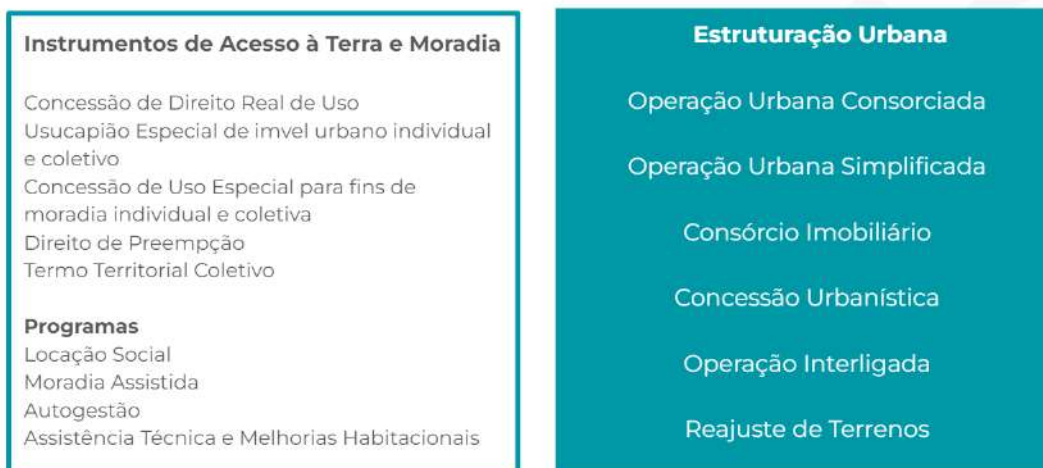 Instrumentos de Acesso à Terra e Moradia
Concessão de Direito Real de Uso
Usucapião Especial de imvel urbano individual
e coletivo
Concessão de Uso Especial para fins de
moradia individual e coletiva
Direito de Preempção
Termo Territorial Coletivo
Programas
Locação Social
Moradia Assistida
Autogestão
Assistência Técnica e Melhorias Habitacionais
Estruturação Urbana
Operação Urbana Consorciada
Operação Urbana Simplificada
Consórcio Imobiliário
Concessão Urbanística
Operação Interligada
Reajuste de Terrenos